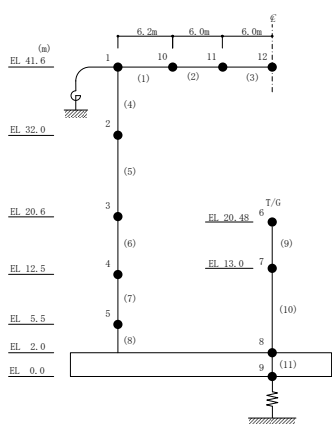 ℄
6.2m 6.0m 6.0m
(m)
1 10 11 12
EL 41.6
(1) (2) (3)
(4)
2
EL 32.0
(5)
3 T/G
EL 20.6 EL 20.48 6
(6) (9)
4 7
EL 12.5 EL 13.0
(7) (10)
5
EL 5.5
(8)
EL 2.0 8
(11)
EL 0.0 9